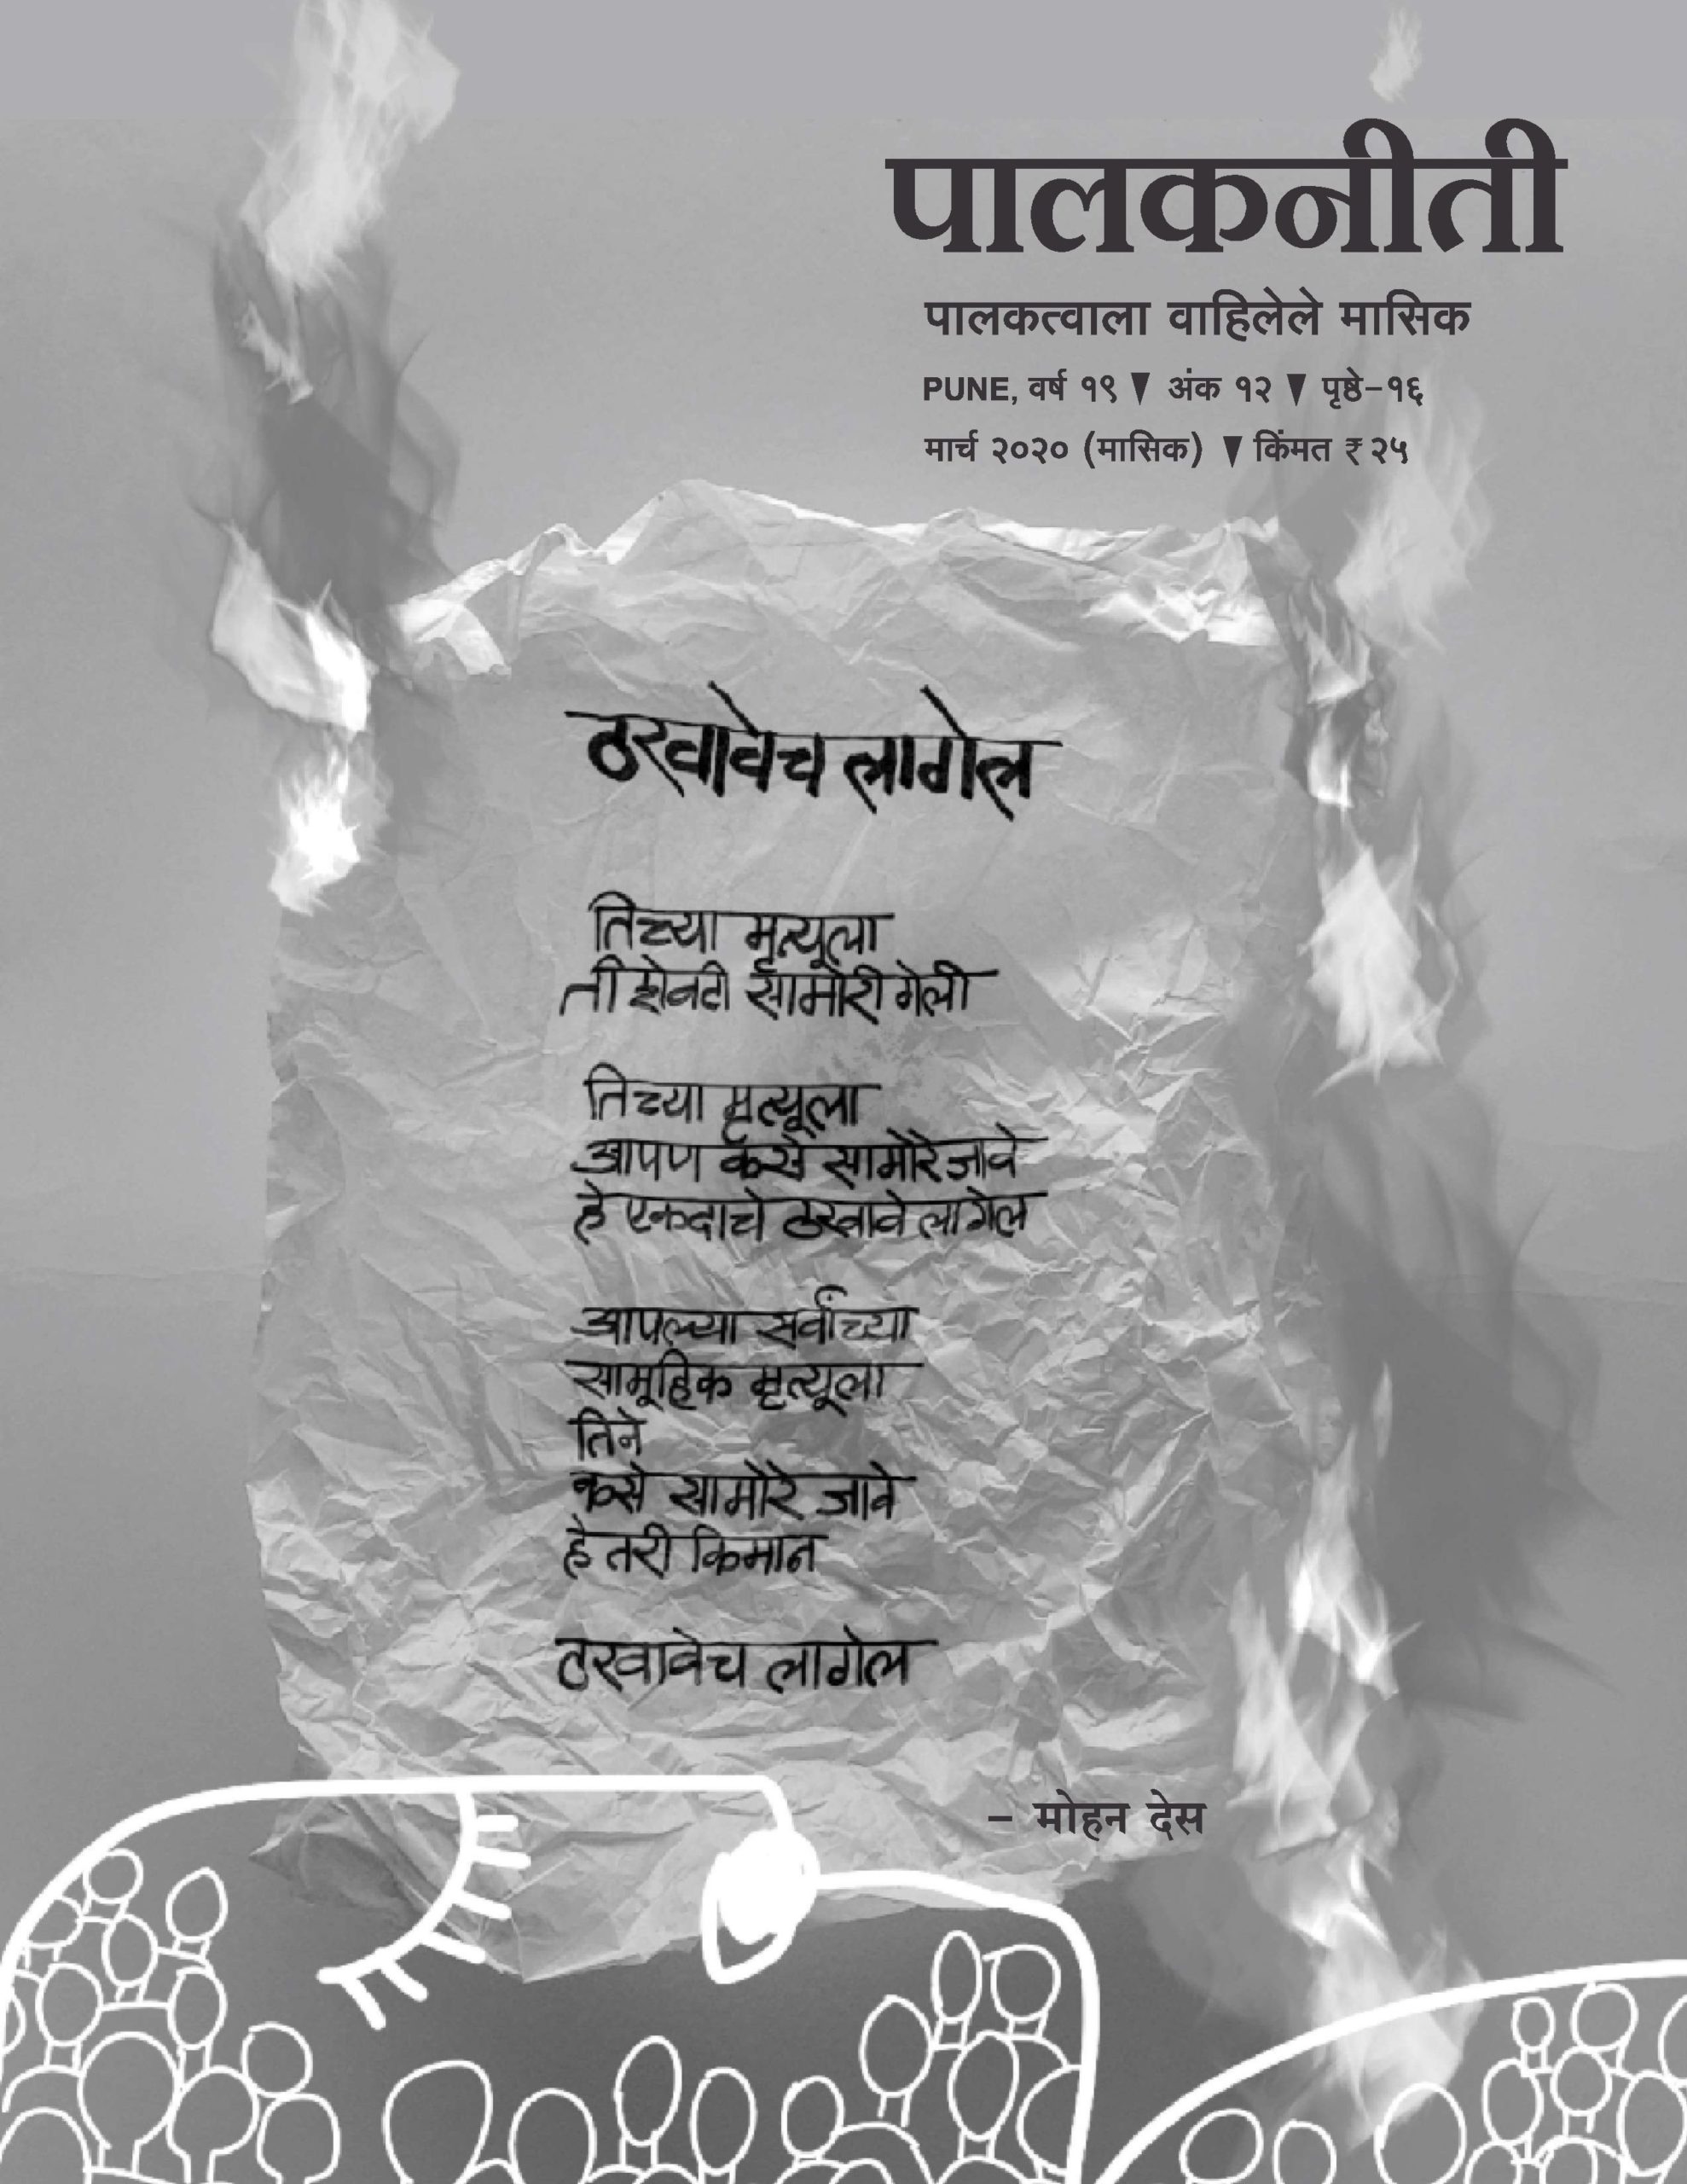 पालकनीती
पालकत्वाला वाहिलेले मासिक
PUNE, वर्ष १९ ▼ अंक १२ ▼ पृष्ठे-१६
मार्च २०२० (मासिक) ▼ किंमत ₹ २५
ठरवावेच लागेल
तिच्या मृत्यूला
ती शेवटी सामोरी गेली
तिच्या मृत्यूला
आपण कसे सामोरे जावे
हे एकदाचे ठरवावे लागेल
आपल्या सर्वांच्या
सामूहिक मृत्यूला
तिने
कसे सामोरे जावे
हे तरी किमान
ठरवावेच लागेल
– मोहन देस